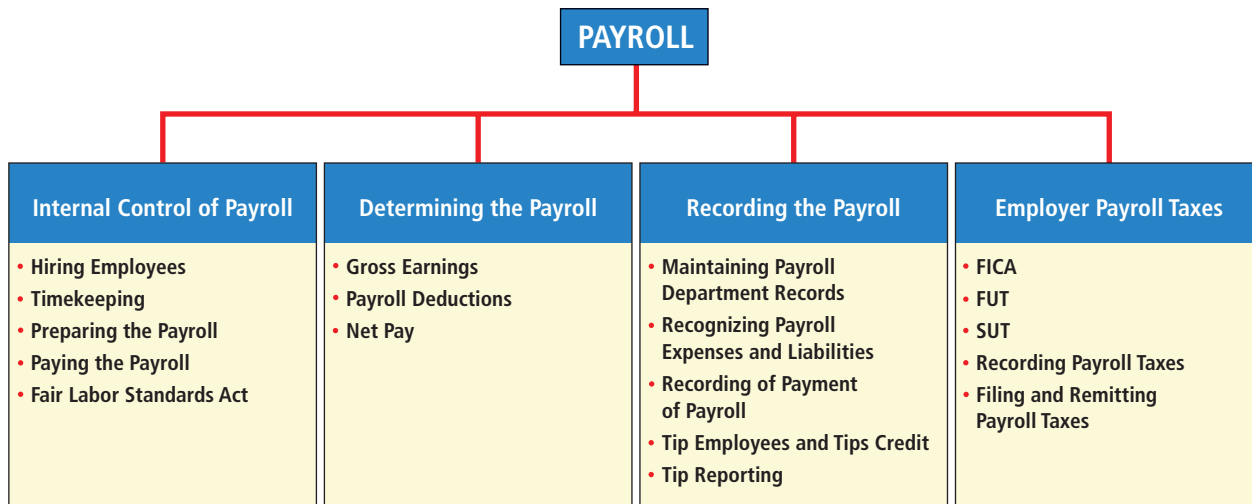 PAYROLL
Internal Control of Payroll
• Hiring Employees
• Timekeeping
• Preparing the Payroll
• Paying the Payroll
• Fair Labor Standards Act
Determining the Payroll
• Gross Earnings
• Payroll Deductions
• Net Pay
Recording the Payroll
• Maintaining Payroll
Department Records
• Recognizing Payroll
Expenses and Liabilities
• Recording of Payment
of Payroll
• Tip Employees and Tips Credit
• Tip Reporting
Employer Payroll Taxes
• FICA
• FUT
• SUT
• Recording Payroll Taxes
• Filing and Remitting
Payroll Taxes